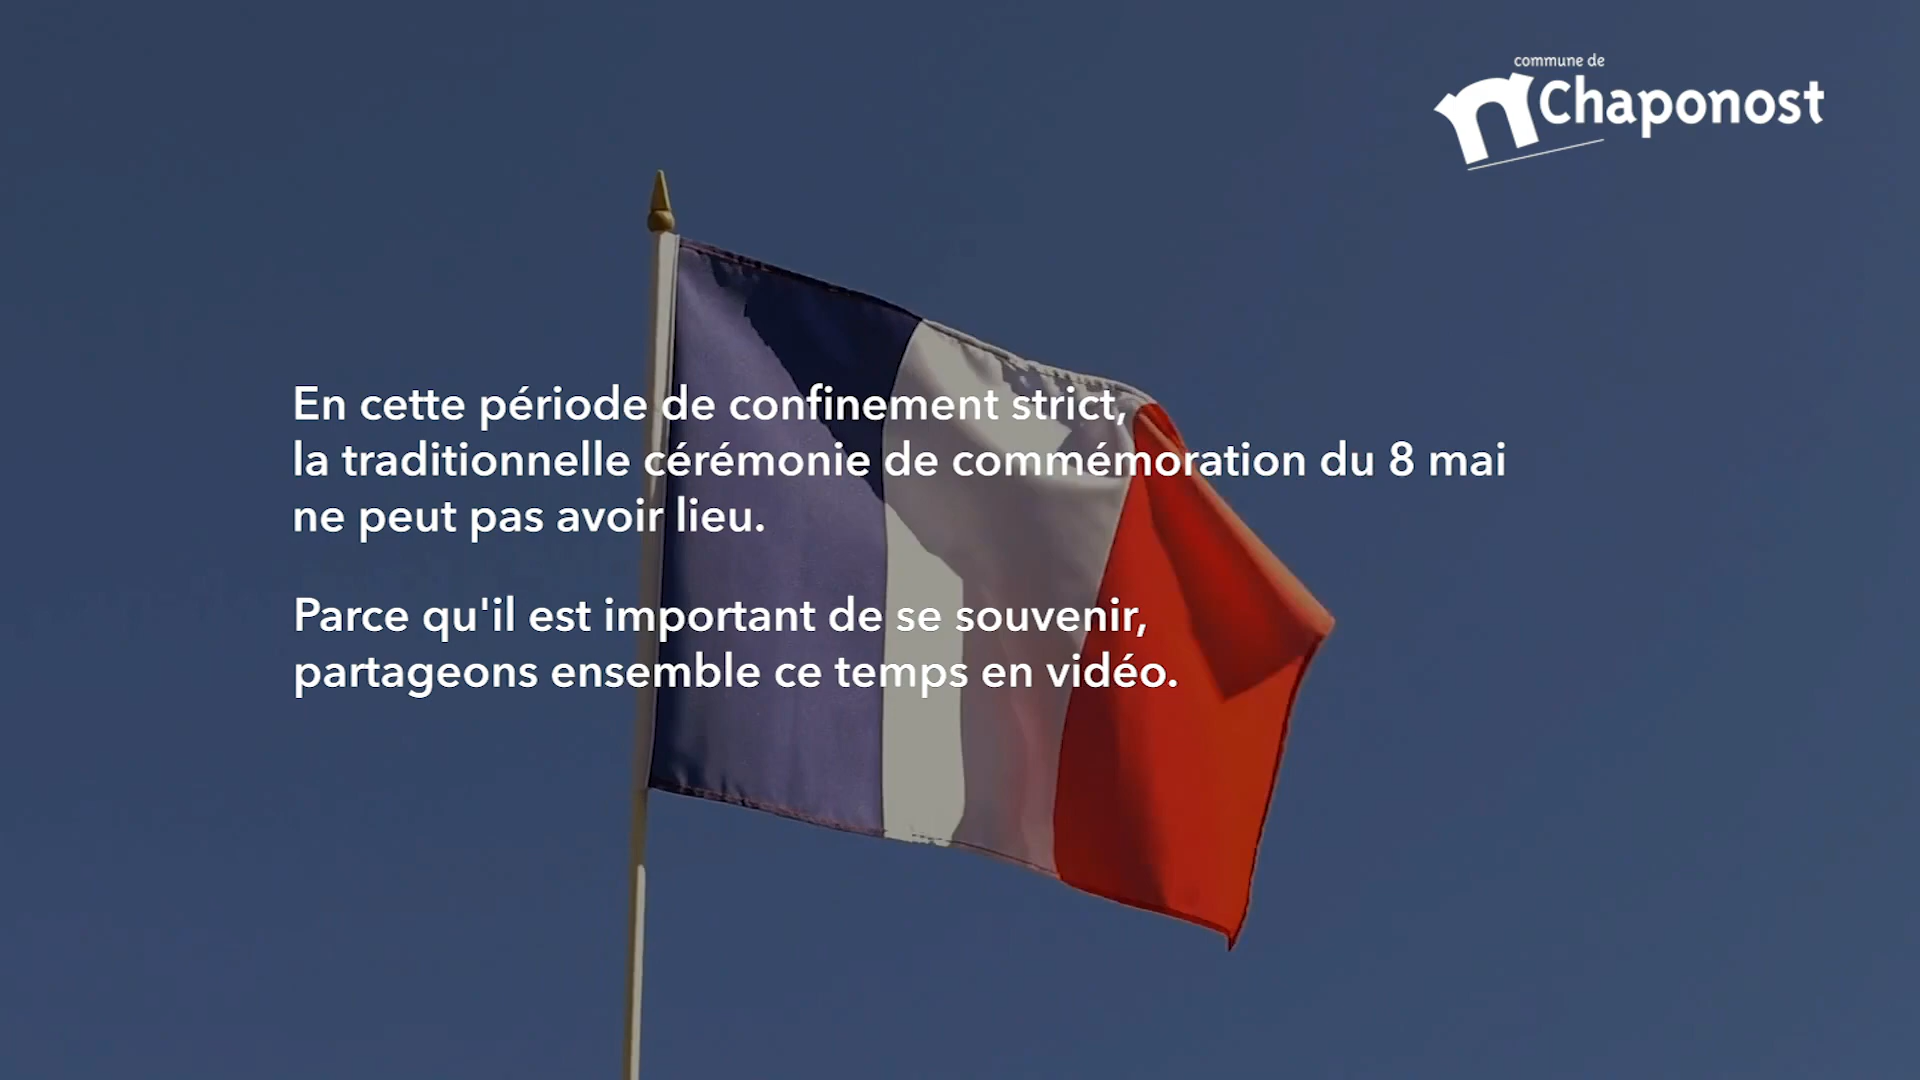 commune de
Chaponost
En cette période de confinement strict,
la traditionnelle cérémonie de commémoration du 8 mai
ne peut pas avoir lieu.
Parce qu'il est important de se souvenir,
partageons ensemble ce temps en vidéo.